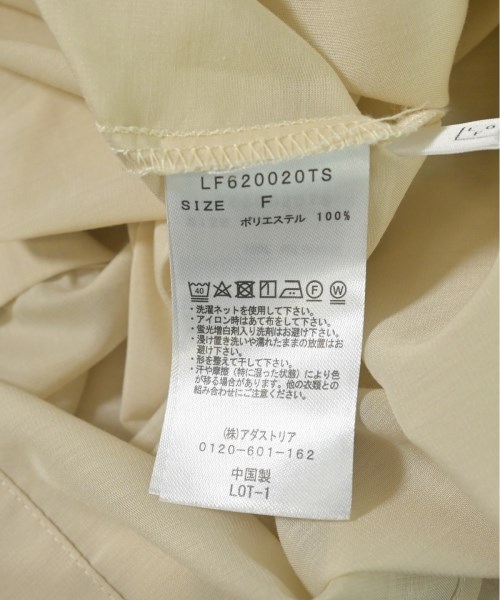 LF620020TS
SIZE F
ポリエステル 100%
40 F W
・洗濯ネットを使用して下さい。
・アイロン時はあて布をして下さい。
・蛍光増白剤入り洗剤はお避け下さい。
・浸け置き洗いや濡れたままの放置はお
避け下さい。
・形を整えて干して下さい。
・汗や摩擦（特に湿った状態）により色
が移る場合があります。他の衣類との
組み合わせにご注意下さい。
(株)アダストリア
0120-601-162
中国製
LOT-1